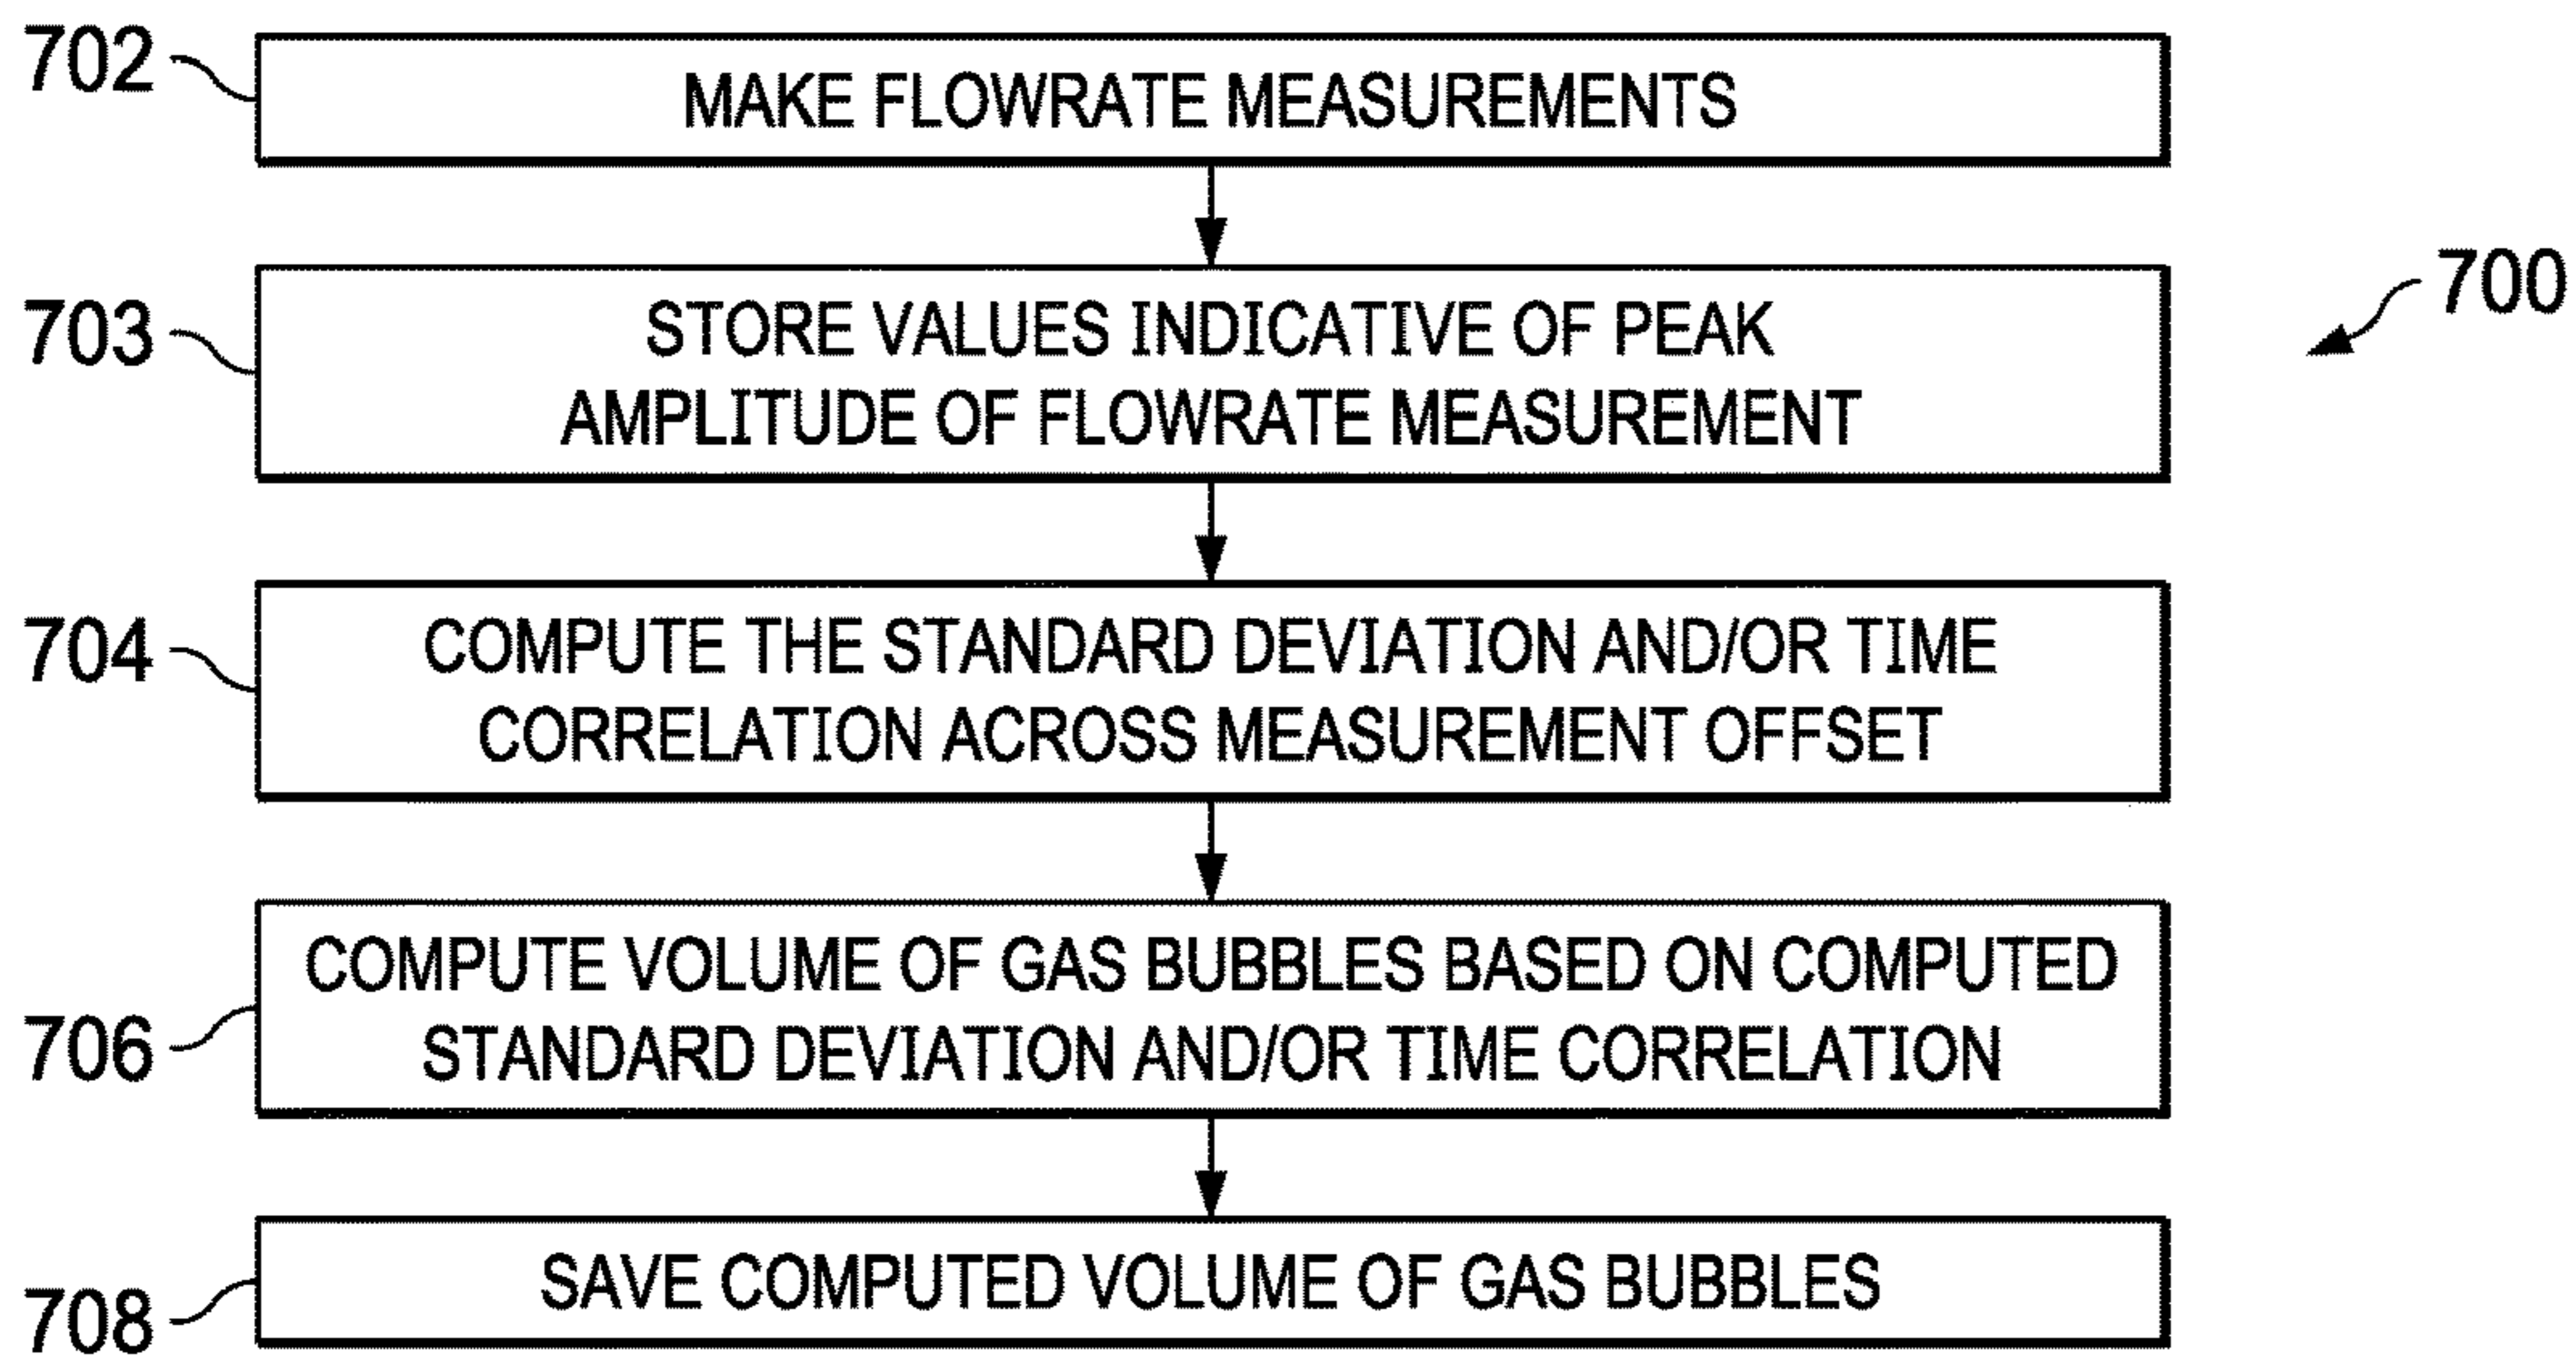 702
MAKE FLOWRATE MEASUREMENTS
703
STORE VALUES INDICATIVE OF PEAK
AMPLITUDE OF FLOWRATE MEASUREMENT
700
704
COMPUTE THE STANDARD DEVIATION AND/OR TIME
CORRELATION ACROSS MEASUREMENT OFFSET
706
COMPUTE VOLUME OF GAS BUBBLES BASED ON COMPUTED
STANDARD DEVIATION AND/OR TIME CORRELATION
708
SAVE COMPUTED VOLUME OF GAS BUBBLES